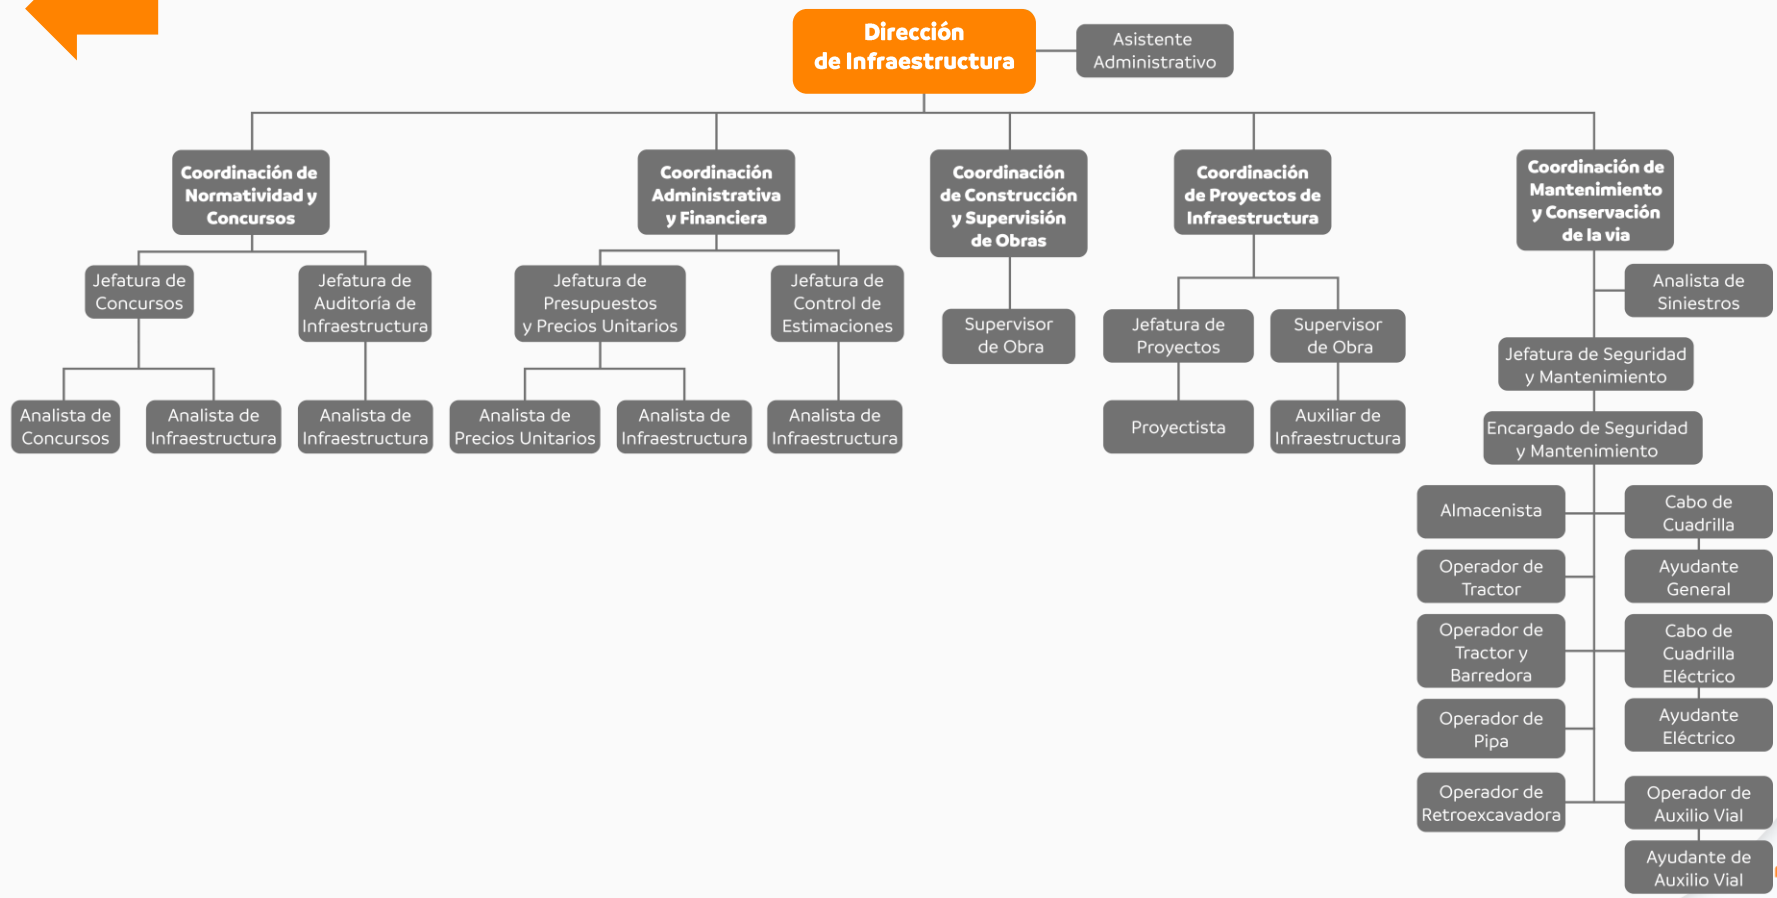 Dirección
de Infraestructura
Asistente
Administrativo
Coordinación de
Normatividad y
Concursos
Coordinación
Administrativa
y Financiera
Coordinación
de Construcción
y Supervisión
de Obras
Coordinación
de Proyectos de
Infraestructura
Coordinación de
Mantenimiento
y Conservación
de la via
Jefatura de
Concursos
Jefatura de
Auditoría de
Infraestructura
Jefatura de
Presupuestos
y Precios Unitarios
Jefatura de
Control de
Estimaciones
Supervisor
de Obra
Jefatura de
Proyectos
Supervisor
de Obra
Analista de
Siniestros
Jefatura de Seguridad
y Mantenimiento
Analista de
Concursos
Analista de
Infraestructura
Analista de
Infraestructura
Analista de
Precios Unitarios
Analista de
Infraestructura
Analista de
Infraestructura
Proyectista
Auxiliar de
Infraestructura
Encargado de Seguridad
y Mantenimiento
Almacenista
Cabo de
Cuadrilla
Operador de
Tractor
Ayudante
General
Operador de
Tractor y
Barredora
Cabo de
Cuadrilla
Eléctrico
Operador de
Pipa
Ayudante
Eléctrico
Operador de
Retroexcavadora
Operador de
Auxilio Vial
Ayudante de
Auxilio Vial